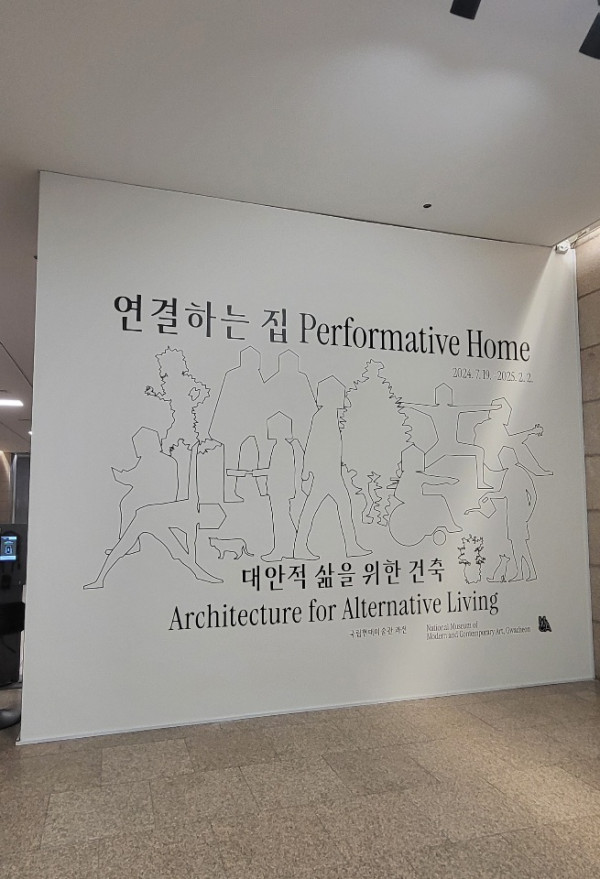 연결하는 집 Performative Home
2024. 7. 19. - 2025. 2. 2.
대안적 삶을 위한 건축
Architecture for Alternative Living
국립현대미술관 과천
National Museum of
Modern and Contemporary Art, Gwacheon